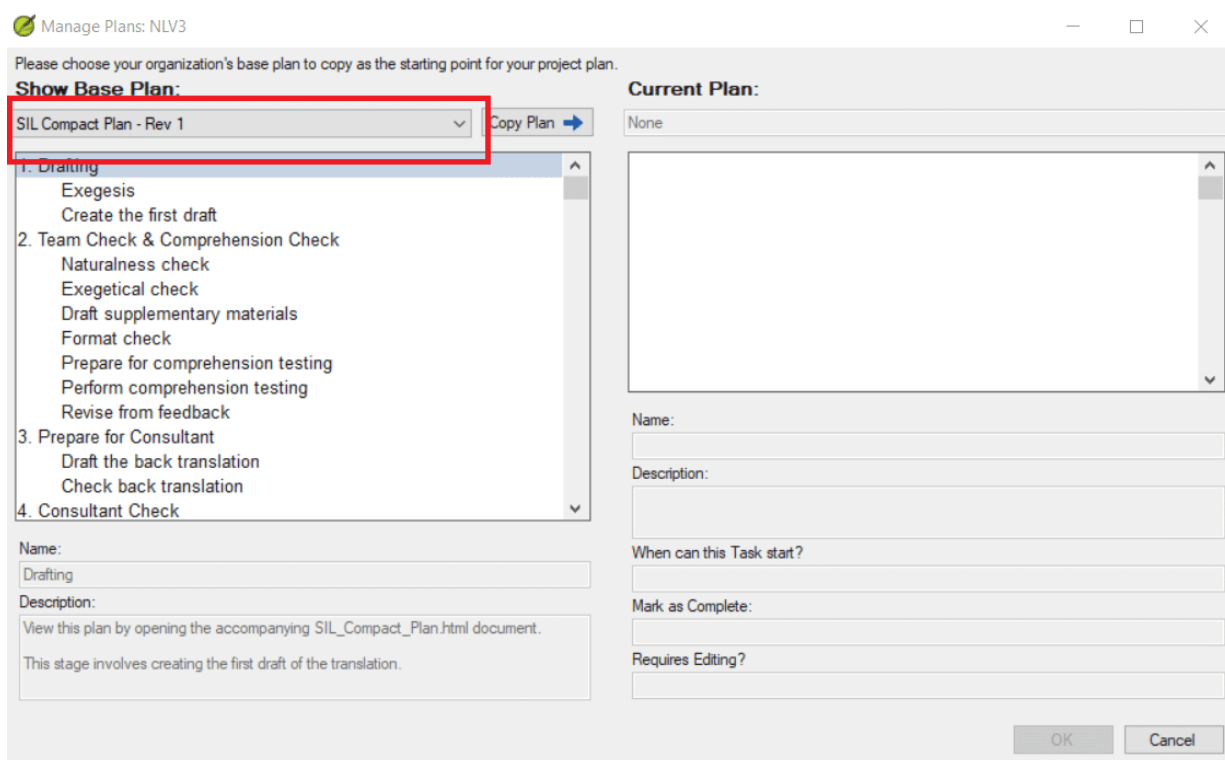 Manage Plans: NLV3
Please choose your organization's base plan to copy as the starting point for your project plan.
Show Base Plan:
SIL Compact Plan - Rev 1
Copy Plan
1. Drafting
Exegesis
Create the first draft
2. Team Check & Comprehension Check
Naturalness check
Exegetical check
Draft supplementary materials
Format check
Prepare for comprehension testing
Perform comprehension testing
Revise from feedback
3. Prepare for Consultant
Draft the back translation
Check back translation
4. Consultant Check
Name:
Drafting
Description:
View this plan by opening the accompanying SIL_Compact_Plan.html document.
This stage involves creating the first draft of the translation.
Current Plan:
None
Name:
Description:
When can this Task start?
Mark as Complete:
Requires Editing?
OK
Cancel